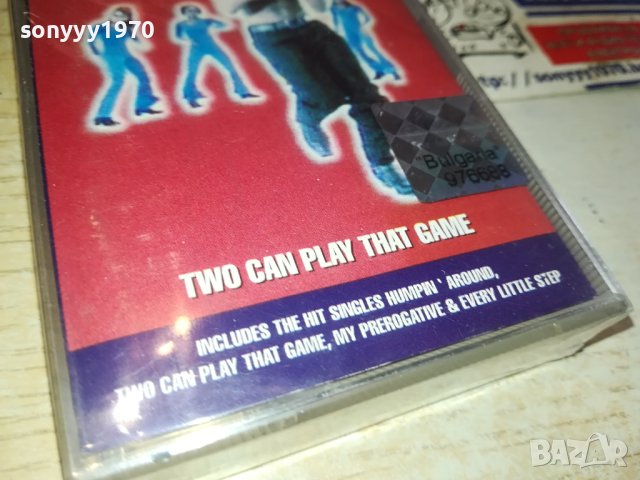 sonyyy1970
"Bulgaria"
976688
TWO CAN PLAY THAT GAME
INCLUDES THE HIT SINGLES HUMPIN' AROUND,
TWO CAN PLAY THAT GAME, MY PREROGATIVE & EVERY LITTLE STEP
BAZAR
bg